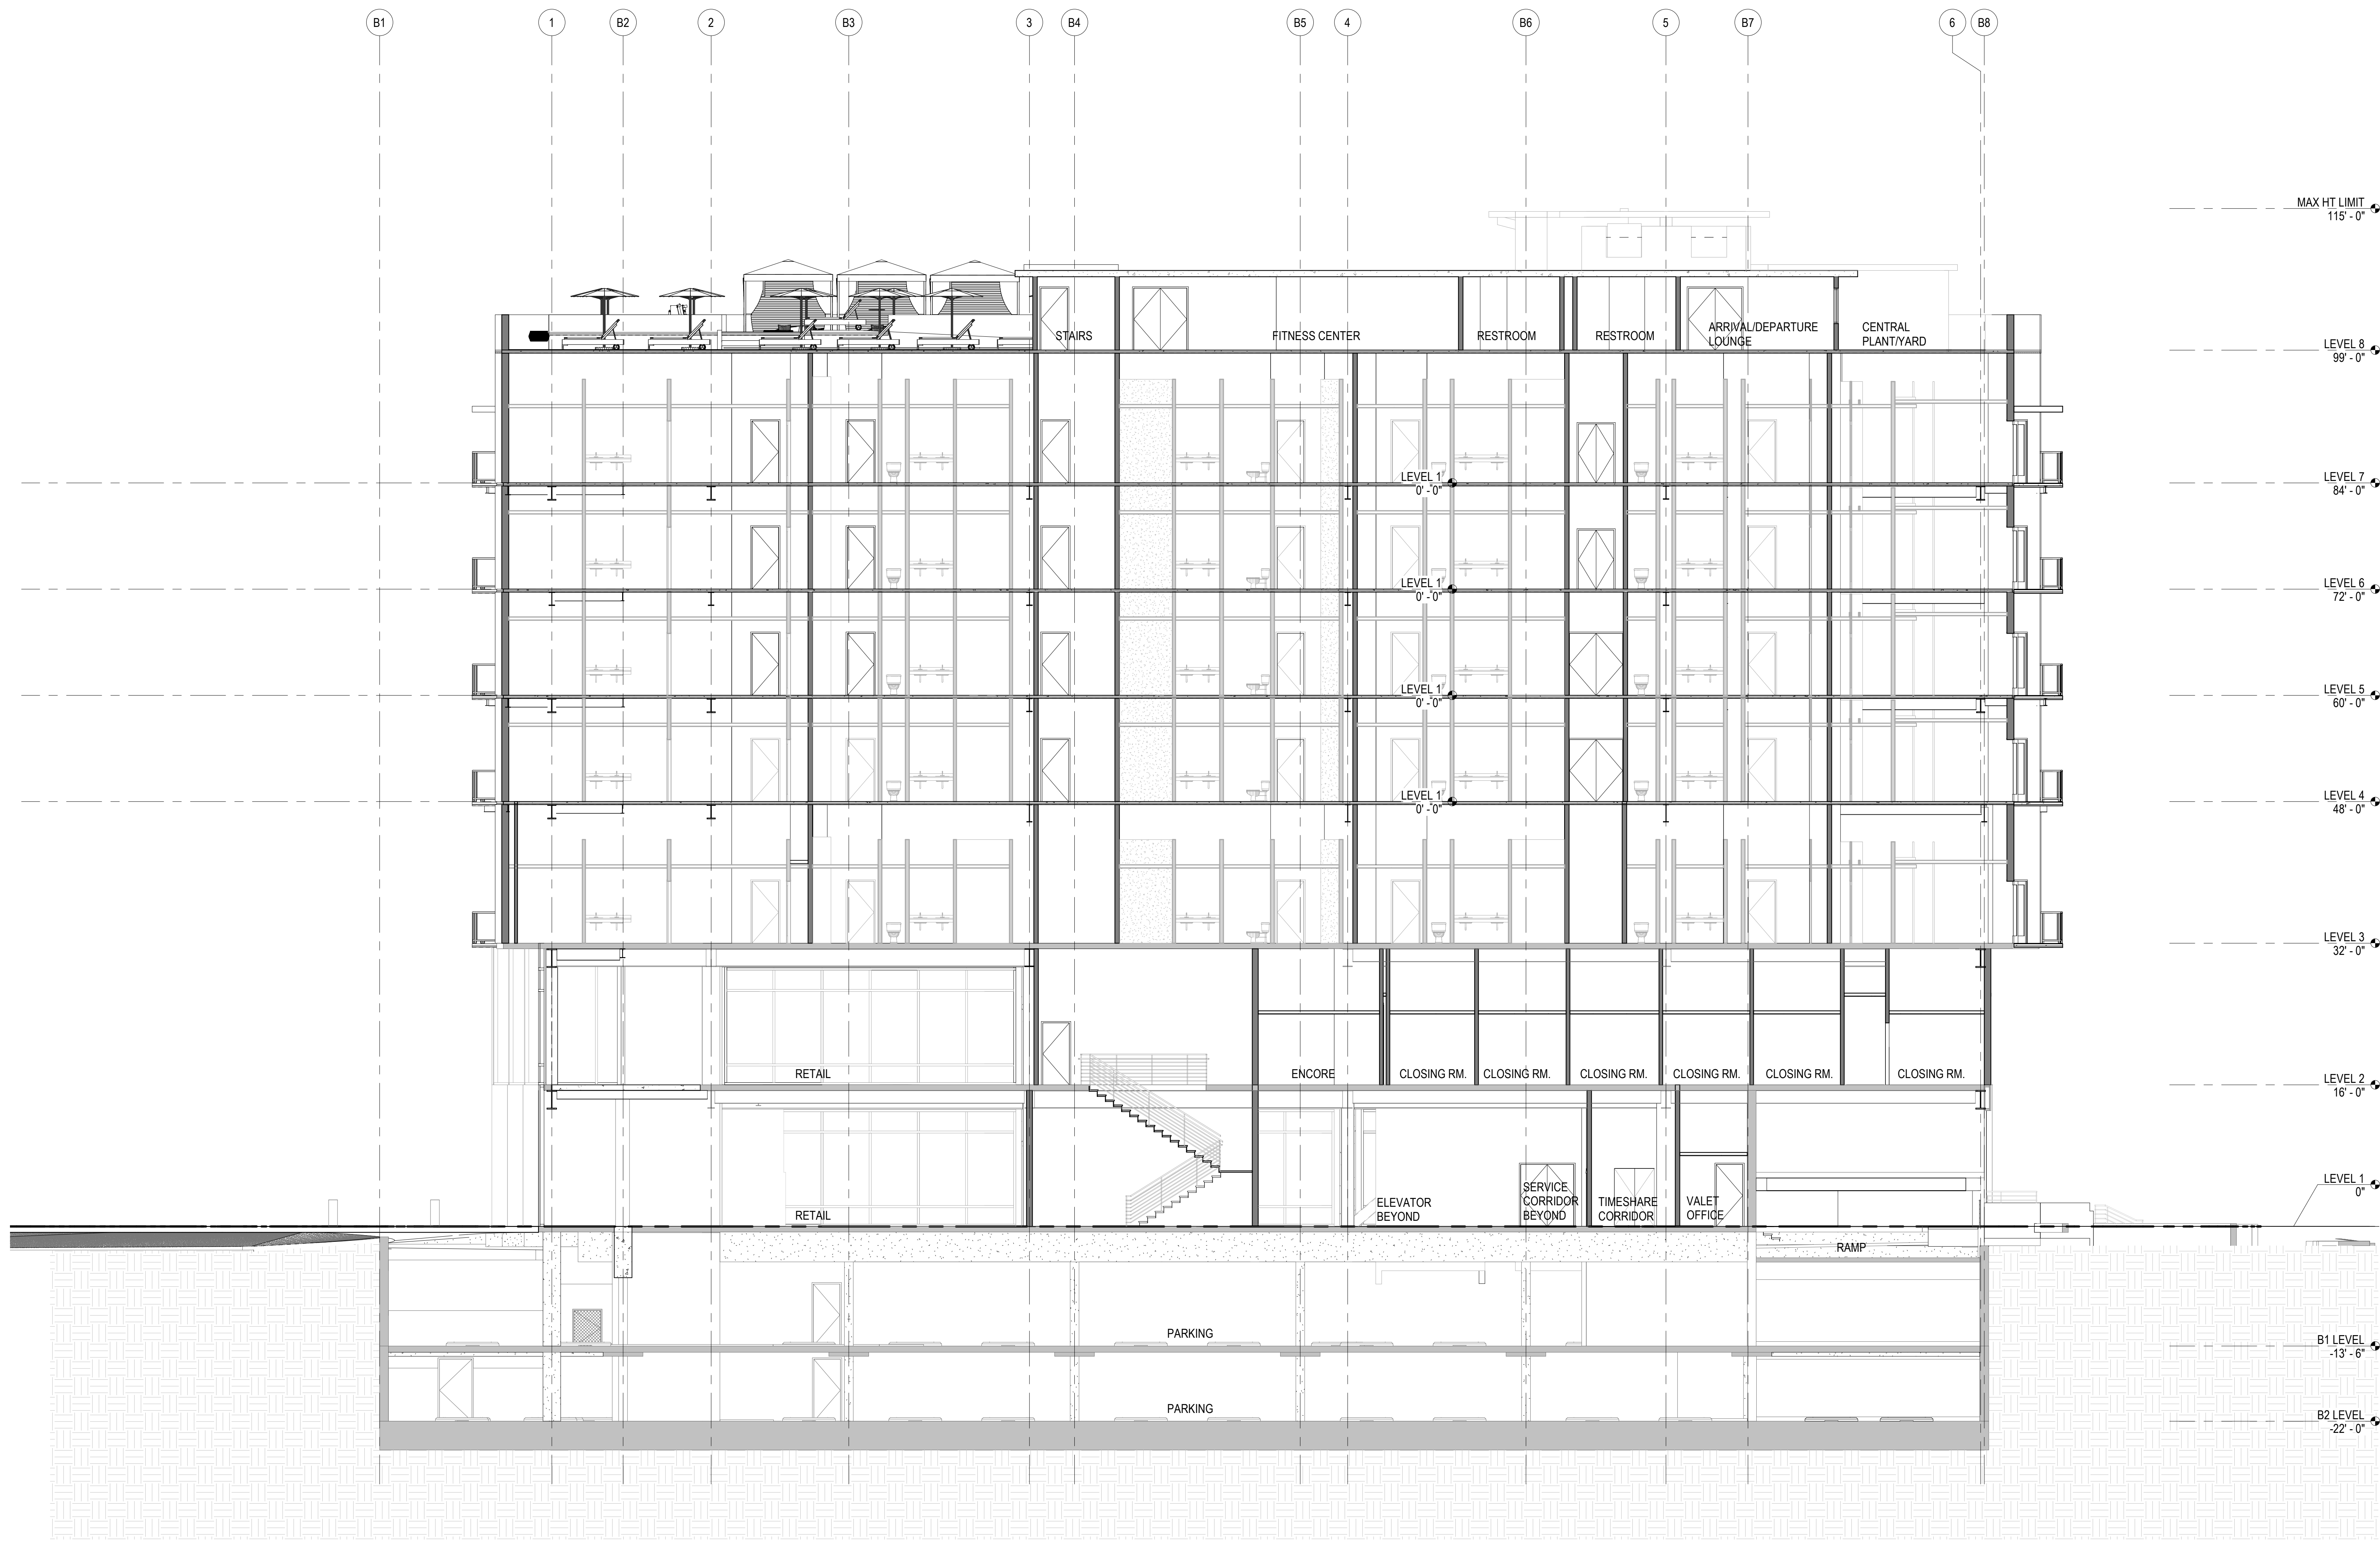 B1
1
B2
2
B3
3
B4
B5
4
B6
5
B7
6
B8
MAX HT LIMIT
115' - 0"
STAIRS
FITNESS CENTER
RESTROOM
RESTROOM
ARRIVAL/DEPARTURE
LOUNGE
CENTRAL
PLANT/YARD
LEVEL 8
99' - 0"
LEVEL 1
0' - 0"
LEVEL 7
84' - 0"
LEVEL 1
0' - 0"
LEVEL 6
72' - 0"
LEVEL 1
0' - 0"
LEVEL 5
60' - 0"
LEVEL 1
0' - 0"
LEVEL 4
48' - 0"
LEVEL 3
32' - 0"
RETAIL
ENCORE
CLOSING RM.
CLOSING RM.
CLOSING RM.
CLOSING RM.
CLOSING RM.
CLOSING RM.
LEVEL 2
16' - 0"
RETAIL
ELEVATOR
BEYOND
SERVICE
CORRIDOR
BEYOND
TIMESHARE
CORRIDOR
VALET
OFFICE
LEVEL 1
0"
RAMP
PARKING
B1 LEVEL
-13' - 6"
PARKING
B2 LEVEL
-22' - 0"